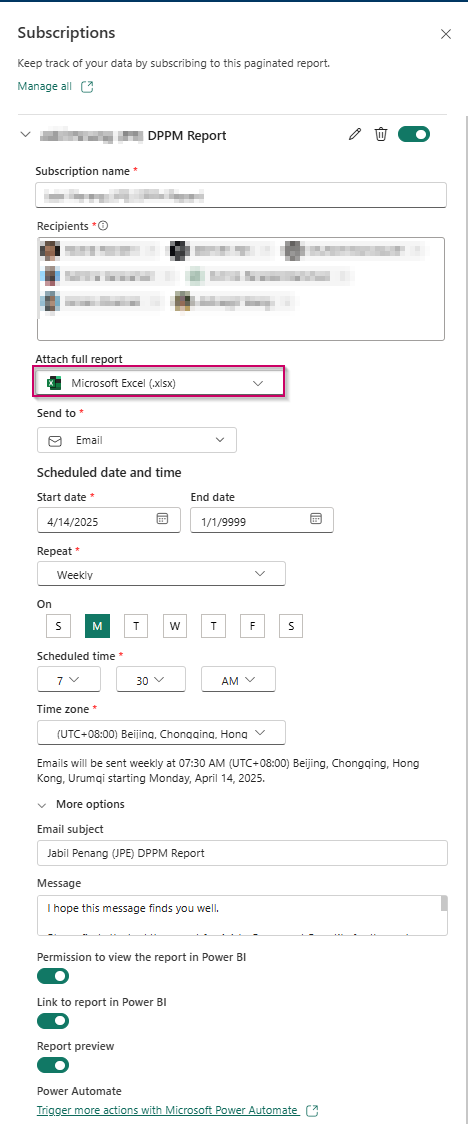 Subscriptions
Keep track of your data by subscribing to this paginated report.
Manage all
DPPM Report
Subscription name *
Recipients *
Attach full report
Microsoft Excel (.xlsx)
Send to *
Email
Scheduled date and time
Start date * End date
4/14/2025 1/1/9999
Repeat *
Weekly
On
S M T W T F S
Scheduled time *
7 30 AM
Time zone *
(UTC+08:00) Beijing, Chongqing, Hong
Emails will be sent weekly at 07:30 AM (UTC+08:00) Beijing, Chongqing, Hong
Kong, Urumqi starting Monday, April 14, 2025.
More options
Email subject
Jabil Penang (JPE) DPPM Report
Message
I hope this message finds you well.
Permission to view the report in Power BI
Link to report in Power BI
Report preview
Power Automate
Trigger more actions with Microsoft Power Automate